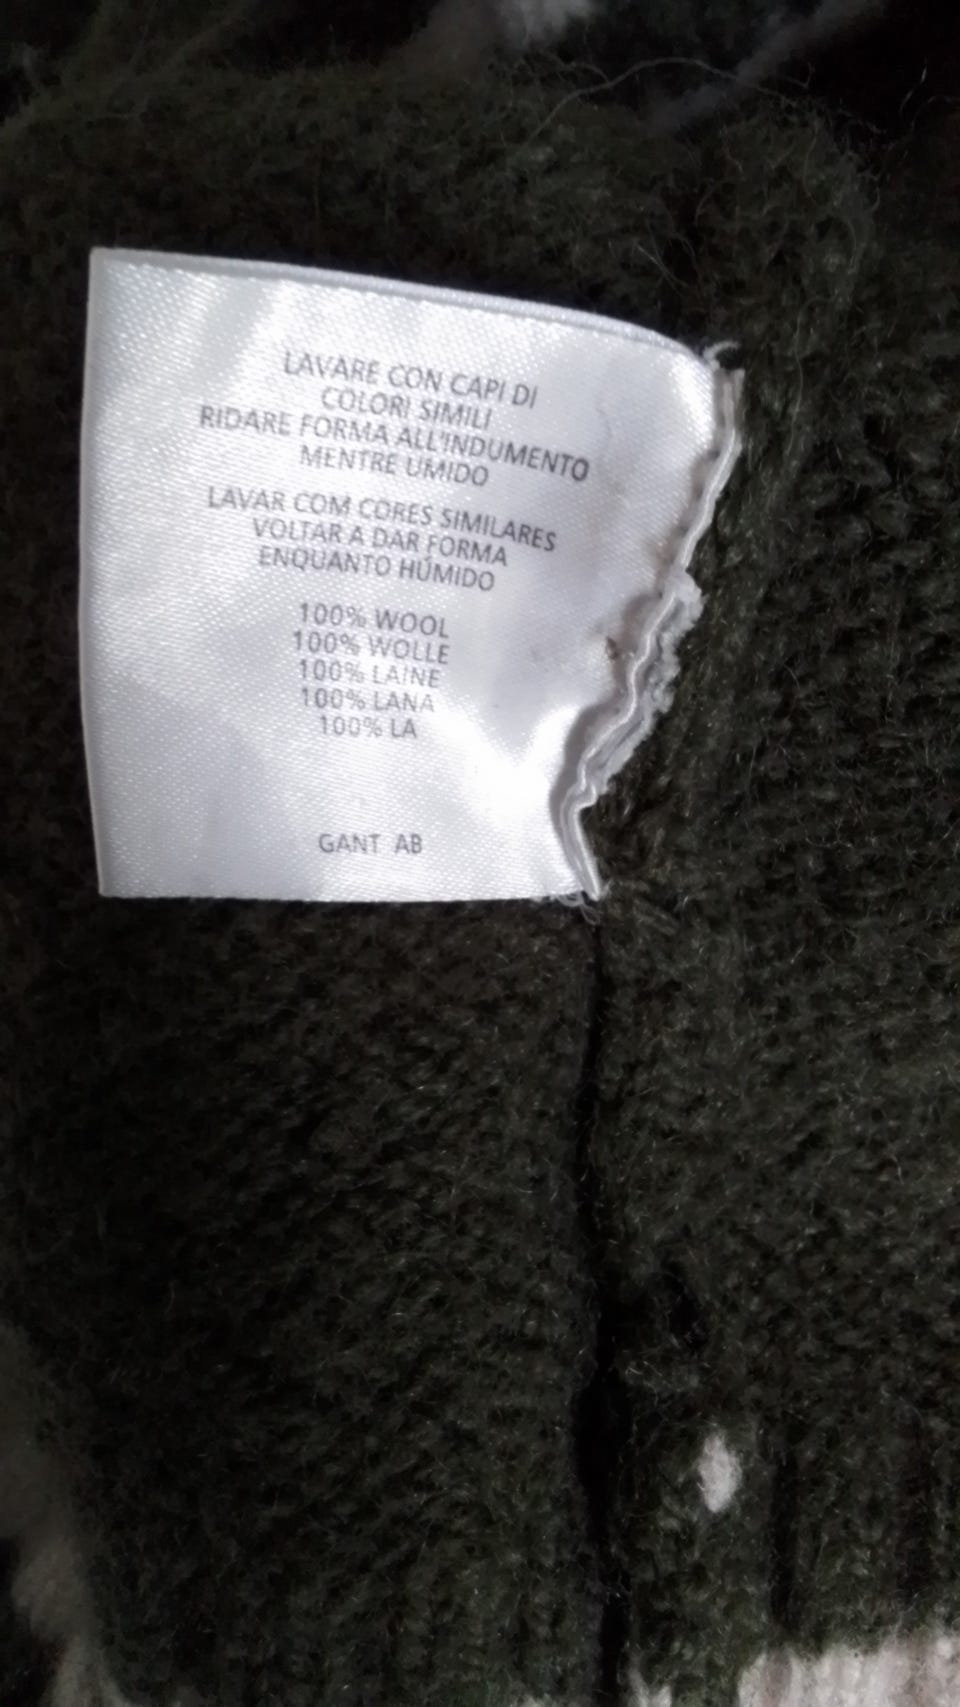 LAVARE CON CAPI DI
COLORI SIMILI
RIDARE FORMA ALL'INDUMENTO
MENTRE UMIDO
LAVAR COM CORES SIMILARES
VOLTAR A DAR FORMA
ENQUANTO HÚMIDO
100% WOOL
100% WOLLE
100% LAINE
100% LANA
100% LA
GANT AB